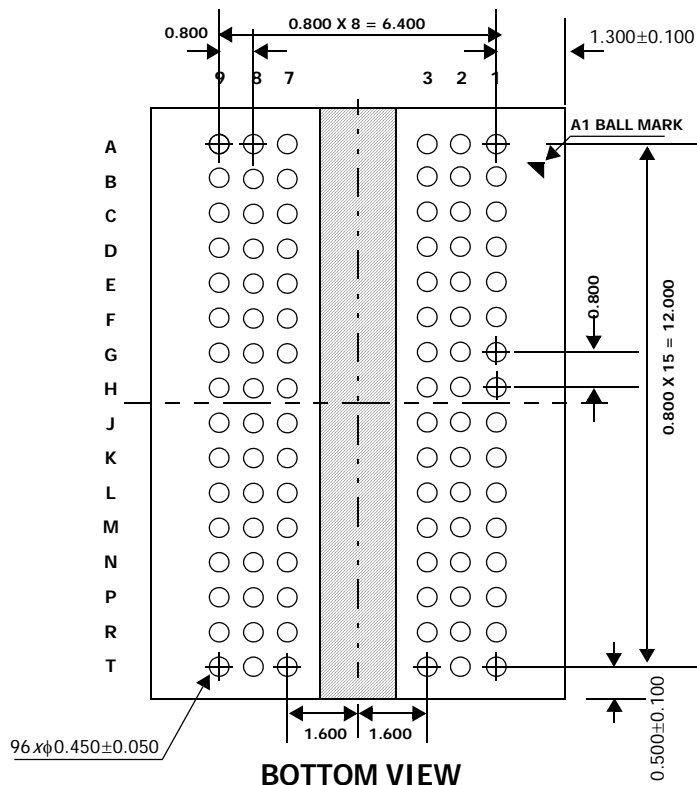 0.800 X 8 = 6.400
0.800
1.300±0.100
9 8 7 3 2 1
A1 BALL MARK
A
B
C
D
E
F
G
H
J
K
L
M
N
P
R
T
0.800
0.800 X 15 = 12.000
0.500±0.100
1.600 1.600
96 xϕ0.450±0.050
BOTTOM VIEW